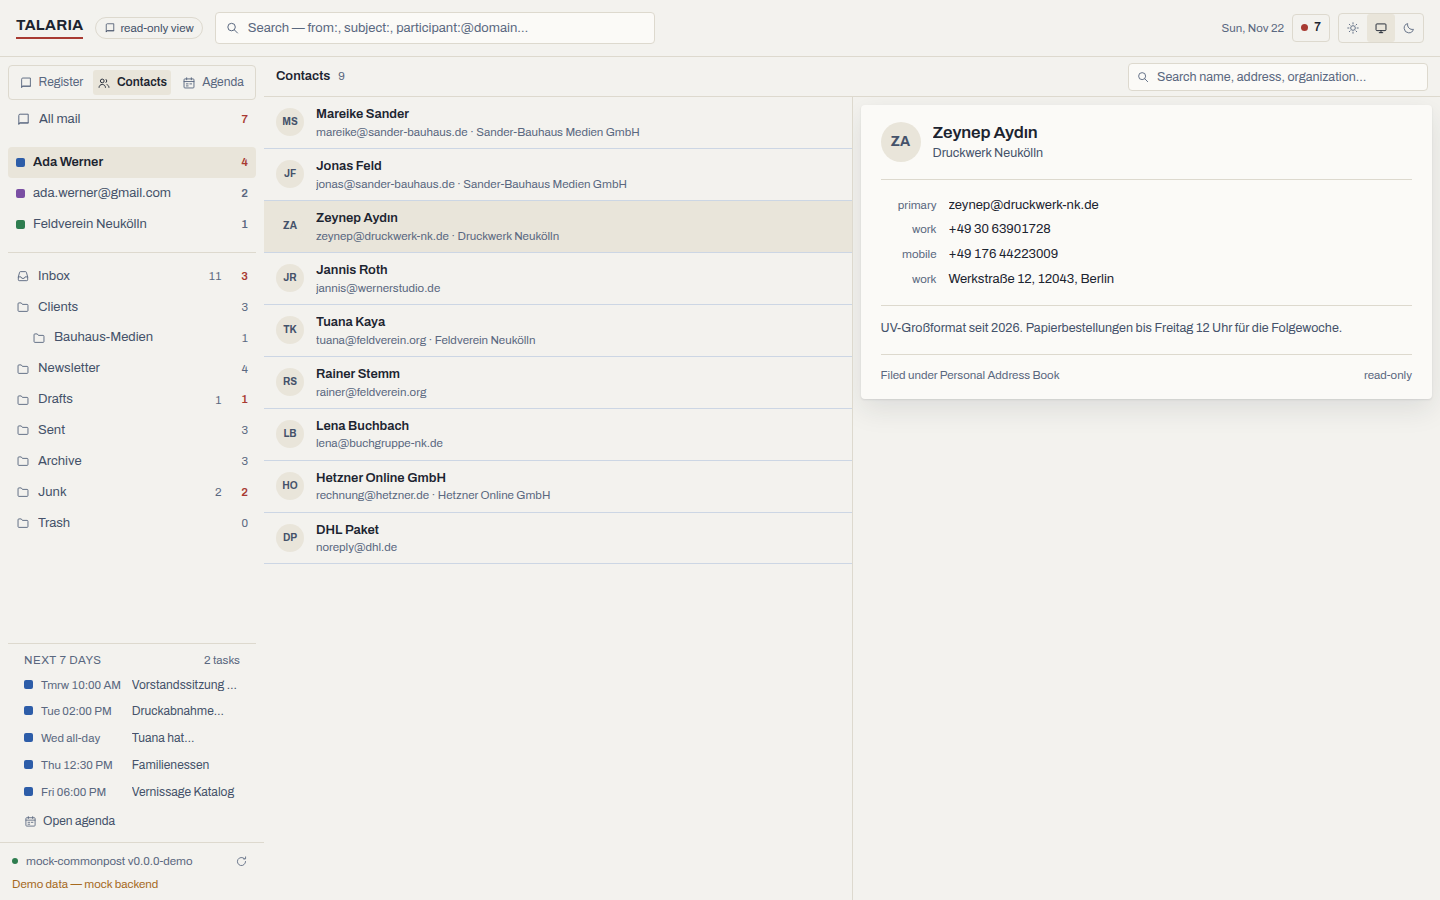 TALARIA
read-only view
Search — from:, subject:, participant:@domain...
Sun, Nov 22
7
Register
Contacts
Agenda
All mail 7
Ada Werner 4
ada.werner@gmail.com 2
Feldverein Neukölln 1
Inbox 11 3
Clients 3
Bauhaus-Medien 1
Newsletter 4
Drafts 1 1
Sent 3
Archive 3
Junk 2 2
Trash 0
NEXT 7 DAYS 2 tasks
Tmrw 10:00 AM Vorstandssitzung ...
Tue 02:00 PM Druckabnahme...
Wed all-day Tuana hat...
Thu 12:30 PM Familienessen
Fri 06:00 PM Vernissage Katalog
Open agenda
mock-commonpost v0.0.0-demo
Demo data — mock backend
Contacts 9
Search name, address, organization...
MS
Mareike Sander
mareike@sander-bauhaus.de · Sander-Bauhaus Medien GmbH
JF
Jonas Feld
jonas@sander-bauhaus.de · Sander-Bauhaus Medien GmbH
ZA
Zeynep Aydın
zeynep@druckwerk-nk.de · Druckwerk Neukölln
JR
Jannis Roth
jannis@wernerstudio.de
TK
Tuana Kaya
tuana@feldverein.org · Feldverein Neukölln
RS
Rainer Stemm
rainer@feldverein.org
LB
Lena Buchbach
lena@buchgruppe-nk.de
HO
Hetzner Online GmbH
rechnung@hetzner.de · Hetzner Online GmbH
DP
DHL Paket
noreply@dhl.de
ZA
Zeynep Aydın
Druckwerk Neukölln
primary zeynep@druckwerk-nk.de
work +49 30 63901728
mobile +49 176 44223009
work Werkstraße 12, 12043, Berlin
UV-Großformat seit 2026. Papierbestellungen bis Freitag 12 Uhr für die Folgewoche.
Filed under Personal Address Book read-only